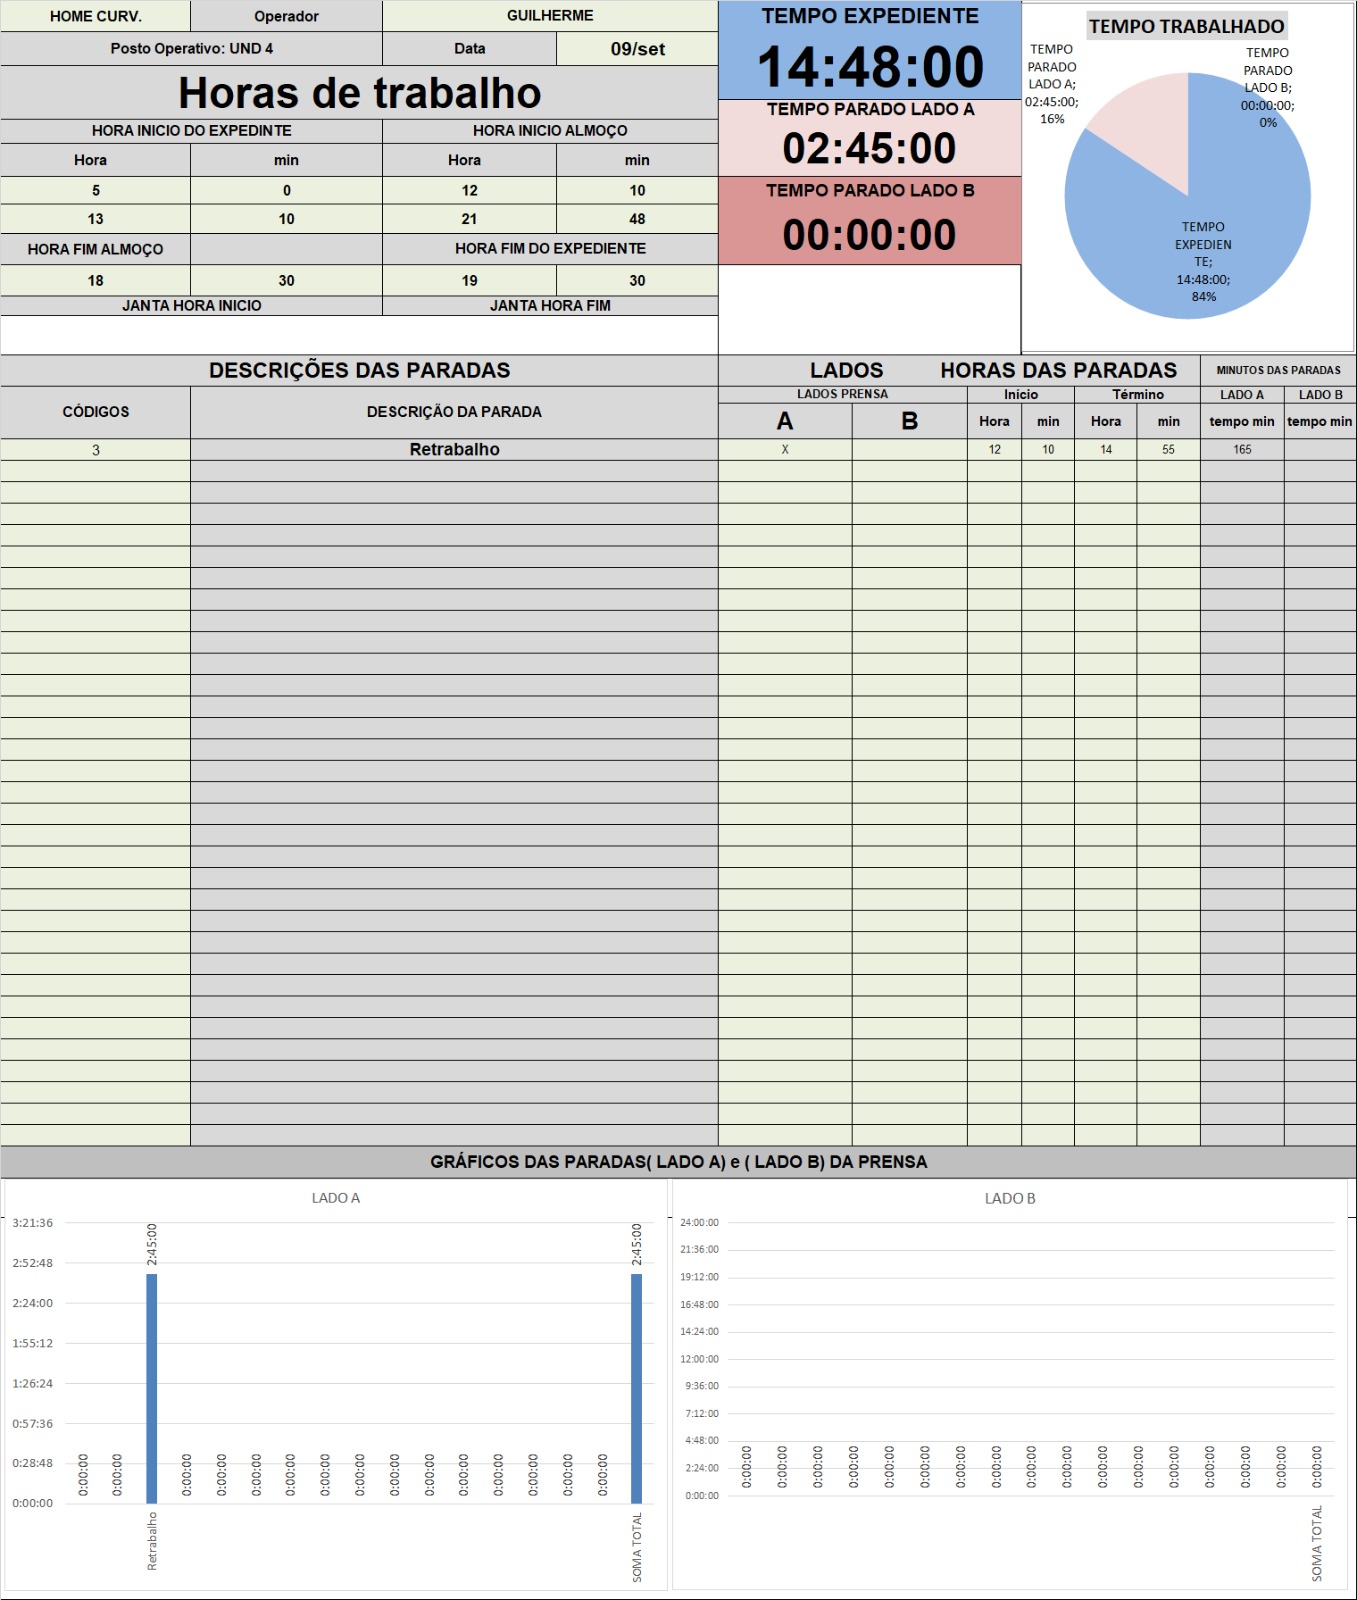 HOME CURV. Operador GUILHERME
Posto Operativo: UND 4 Data 09/set
Horas de trabalho
HORA INICIO DO EXPEDINTE HORA INICIO ALMOÇO
Hora min Hora min
5 0 12 10
13 10 21 48
HORA FIM ALMOÇO HORA FIM DO EXPEDIENTE
18 30 19 30
JANTA HORA INICIO JANTA HORA FIM
TEMPO EXPEDIENTE
14:48:00
TEMPO PARADO LADO A
02:45:00
TEMPO PARADO LADO B
00:00:00
TEMPO TRABALHADO
TEMPO
PARADO
LADO A;
02:45:00;
16%
TEMPO
PARADO
LADO B;
00:00:00;
0%
TEMPO
EXPEDIEN
TE;
14:48:00;
84%
DESCRIÇÕES DAS PARADAS LADOS HORAS DAS PARADAS MINUTOS DAS PARADAS
CÓDIGOS DESCRIÇÃO DA PARADA LADOS PRENSA Início Término LADO A LADO B
A B Hora min Hora min tempo min tempo min
3 Retrabalho X 12 10 14 55 165
GRÁFICOS DAS PARADAS( LADO A) e ( LADO B) DA PRENSA
LADO A
3:21:36
2:52:48
2:24:00
1:55:12
1:26:24
0:57:36
0:28:48
0:00:00
0:00:00 0:00:00 2:45:00 0:00:00 0:00:00 0:00:00 0:00:00 0:00:00 0:00:00 0:00:00 0:00:00 0:00:00 0:00:00 0:00:00 0:00:00 0:00:00 2:45:00
Retrabalho SOMA TOTAL
LADO B
24:00:00
21:36:00
19:12:00
16:48:00
14:24:00
12:00:00
9:36:00
7:12:00
4:48:00
2:24:00
0:00:00
0:00:00 0:00:00 0:00:00 0:00:00 0:00:00 0:00:00 0:00:00 0:00:00 0:00:00 0:00:00 0:00:00 0:00:00 0:00:00 0:00:00 0:00:00 0:00:00 0:00:00
SOMA TOTAL